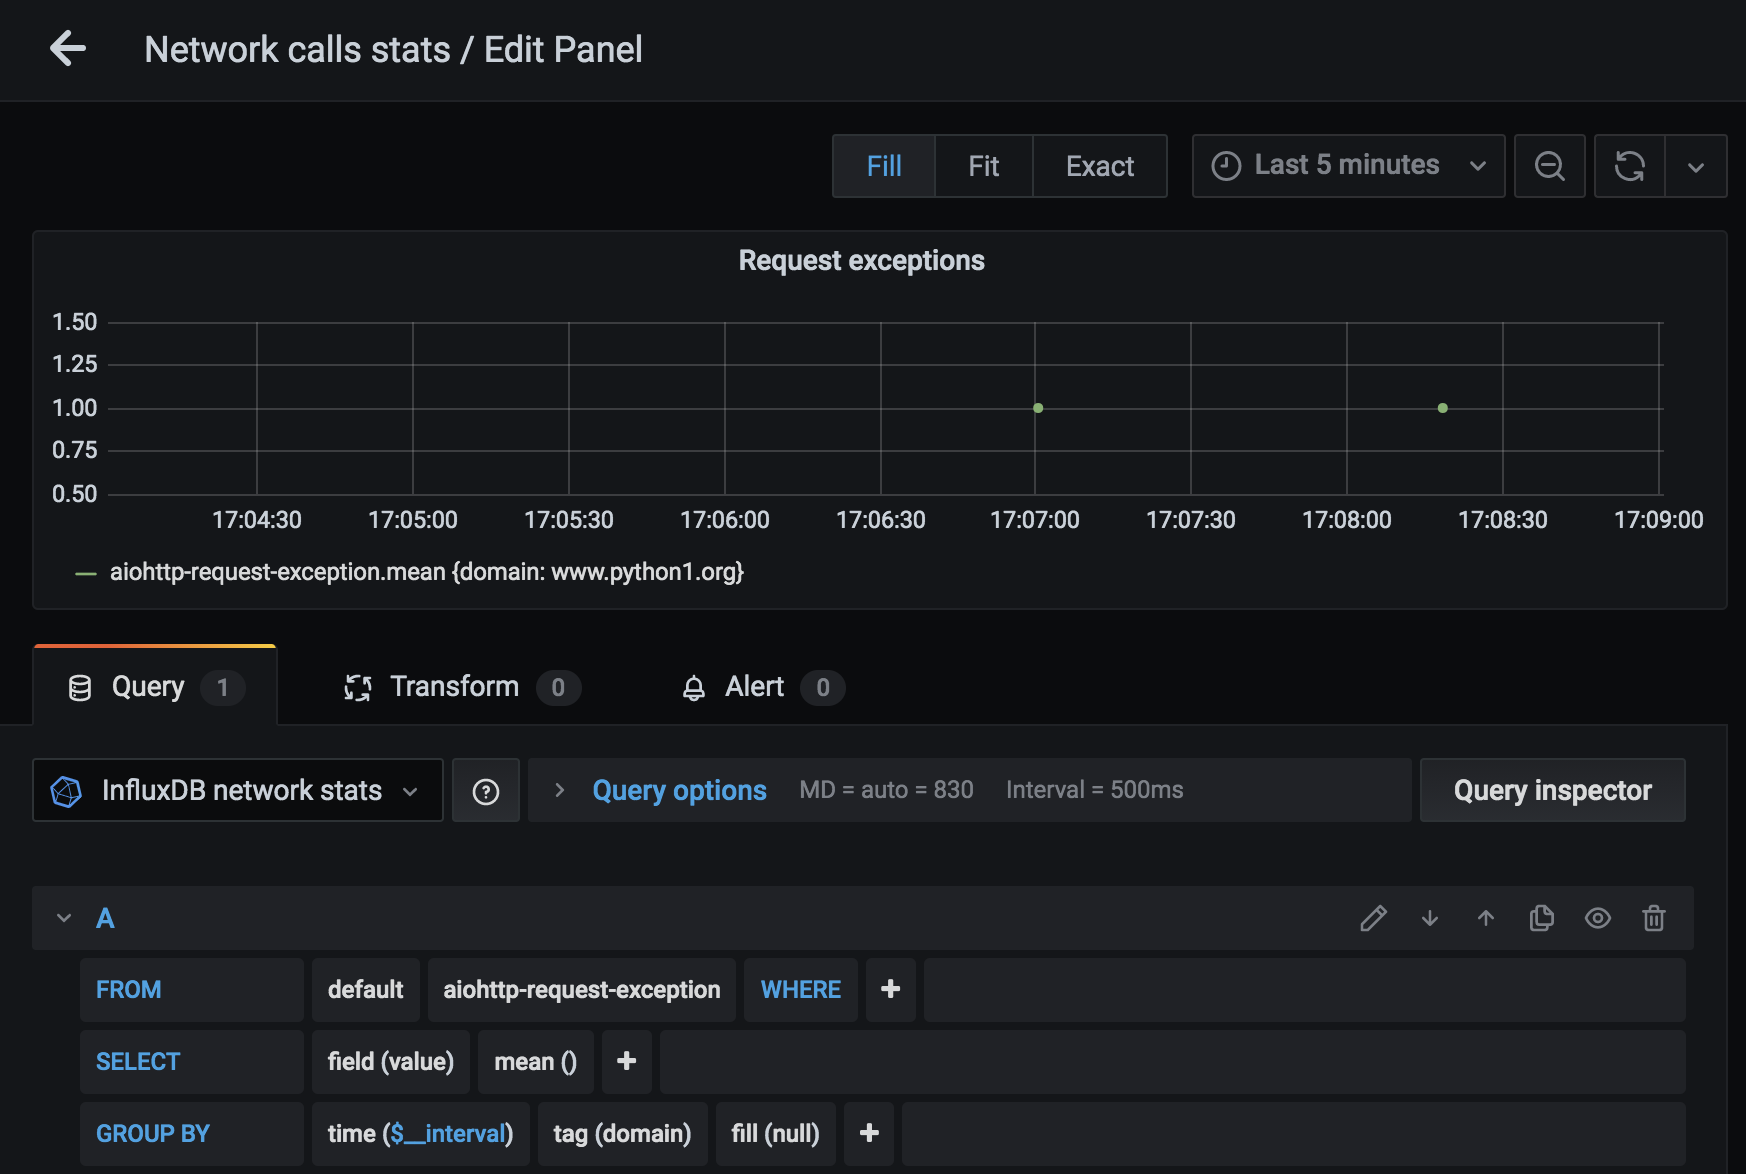 Network calls stats / Edit Panel
Fill Fit Exact Last 5 minutes
Request exceptions
1.50
1.25
1.00
0.75
0.50
17:04:30 17:05:00 17:05:30 17:06:00 17:06:30 17:07:00 17:07:30 17:08:00 17:08:30 17:09:00
aiohttp-request-exception.mean {domain: www.python1.org}
Query 1 Transform 0 Alert 0
InfluxDB network stats ? Query options MD = auto = 830 Interval = 500ms Query inspector
A
FROM default aiohttp-request-exception WHERE +
SELECT field (value) mean () +
GROUP BY time ($__interval) tag (domain) fill (null) +